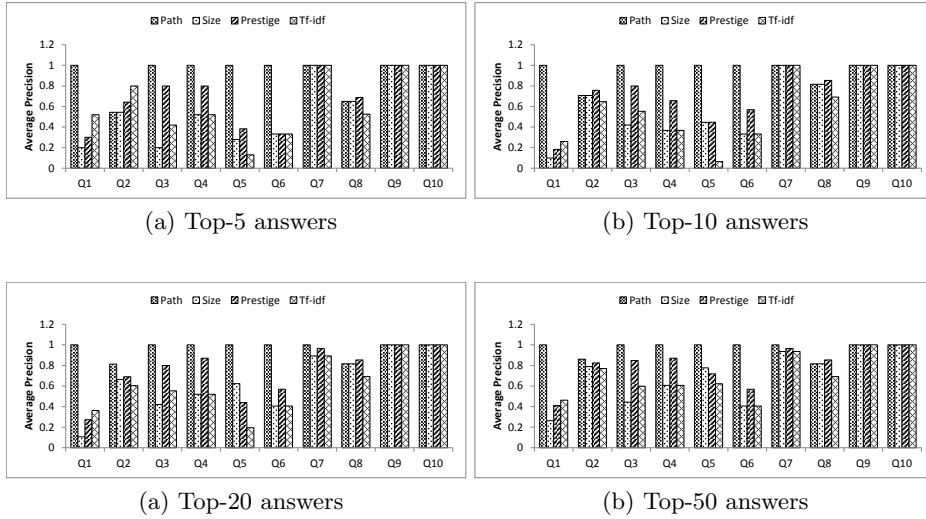 Path Size Prestige Tf-idf
Average Precision
1.2
1
0.8
0.6
0.4
0.2
0
Q1 Q2 Q3 Q4 Q5 Q6 Q7 Q8 Q9 Q10
(a) Top-5 answers
Path Size Prestige Tf-idf
Average Precision
1.2
1
0.8
0.6
0.4
0.2
0
Q1 Q2 Q3 Q4 Q5 Q6 Q7 Q8 Q9 Q10
(b) Top-10 answers
Path Size Prestige Tf-idf
Average Precision
1.2
1
0.8
0.6
0.4
0.2
0
Q1 Q2 Q3 Q4 Q5 Q6 Q7 Q8 Q9 Q10
(a) Top-20 answers
Path Size Prestige Tf-idf
Average Precision
1.2
1
0.8
0.6
0.4
0.2
0
Q1 Q2 Q3 Q4 Q5 Q6 Q7 Q8 Q9 Q10
(b) Top-50 answers